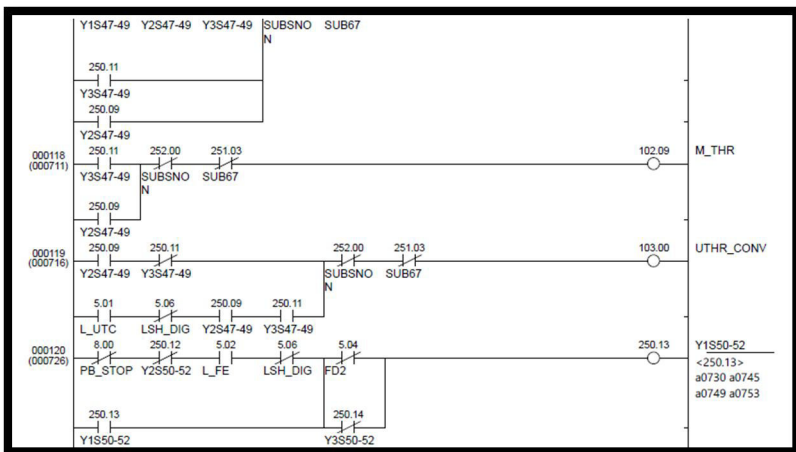 Y1S47-49 Y2S47-49 Y3S47-49 SUBSNO SUB67
N
250.11
Y3S47-49
250.09
Y2S47-49
000118 250.11 252.00 251.03 102.09 M_THR
(000711) Y3S47-49 SUBSNO SUB67
N
250.09
Y2S47-49
000119 250.09 250.11 252.00 251.03 103.00 UTHR_CONV
(000716) Y2S47-49 Y3S47-49 SUBSNO SUB67
N
5.01 5.06 250.09 250.11
L_UTC LSH_DIG Y2S47-49 Y3S47-49
000120 8.00 250.12 5.02 5.06 5.04 250.13 Y1S50-52
(000726) PB_STOP Y2S50-52 L_FE LSH_DIG FD2 <250.13>
a0730 a0745
a0749 a0753
250.13 250.14
Y1S50-52 Y3S50-52